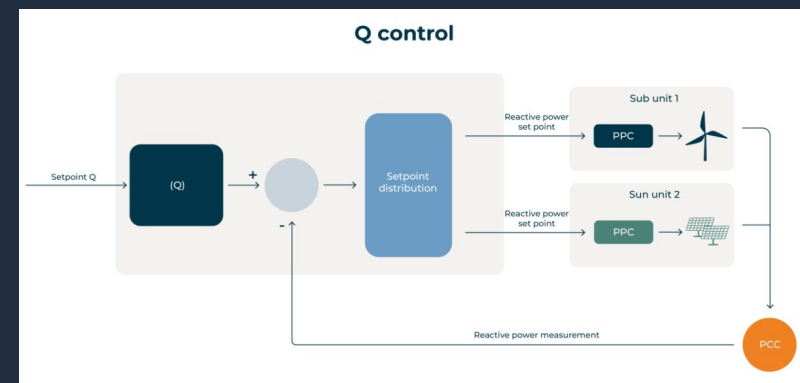 Q control
Setpoint Q
(Q)
+
-
Setpoint
distribution
Reactive power
set point
Sub unit 1
PPC
Reactive power
set point
Sun unit 2
PPC
Reactive power measurement
PCC